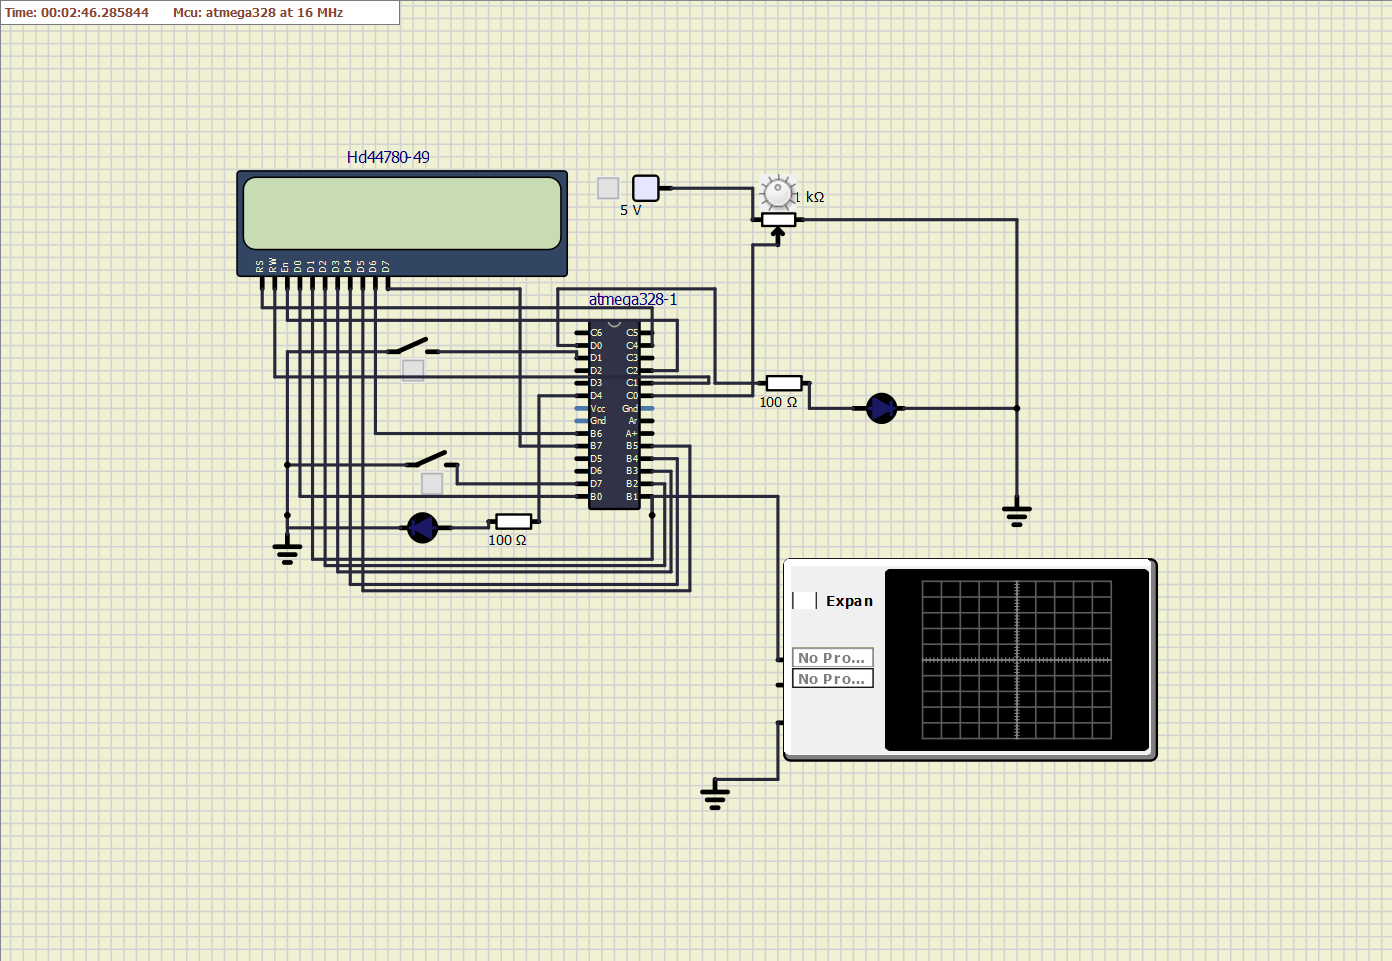 Time: 00:02:46.285844 Mcu: atmega328 at 16 MHz
Hd44780-49
RS RW En D0 D1 D2 D3 D4 D5 D6 D7
5 V
1 kΩ
atmega328-1
C6 C5
D0 C4
D1 C3
D2 C2
D3 C1
D4 C0
Vcc Gnd
Gnd Ar
B6 A+
B7 B5
D5 B4
D6 B3
D7 B2
B0 B1
100 Ω
100 Ω
Expan
No Pro...
No Pro...